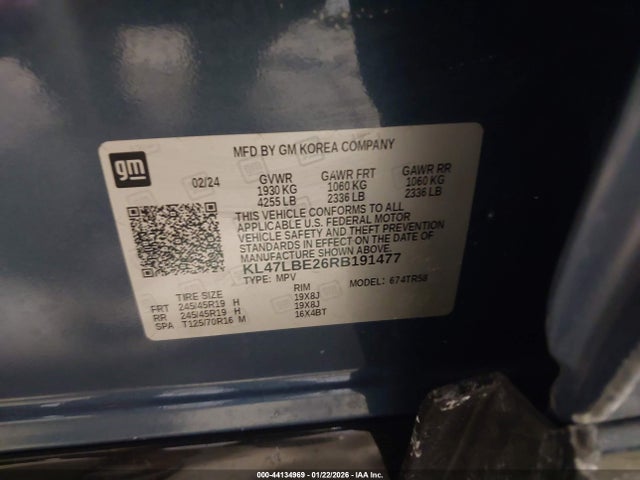 MFD BY GM KOREA COMPANY
gm
02/24 GVWR GAWR FRT GAWR RR
1930 KG 1060 KG 1060 KG
4255 LB 2336 LB 2336 LB
THIS VEHICLE CONFORMS TO ALL
APPLICABLE U.S. FEDERAL MOTOR
VEHICLE SAFETY AND THEFT PREVENTION
STANDARDS IN EFFECT ON THE DATE OF
MANUFACTURE SHOWN ABOVE.
KL47LBE26RB191477
TYPE: MPV MODEL: 674TR58
TIRE SIZE RIM
FRT 245/45R19 H 19X8J
RR 245/45R19 H 19X8J
SPA T125/70R16 M 16X4BT
000-44134969 - 01/22/2026 - IAA Inc.